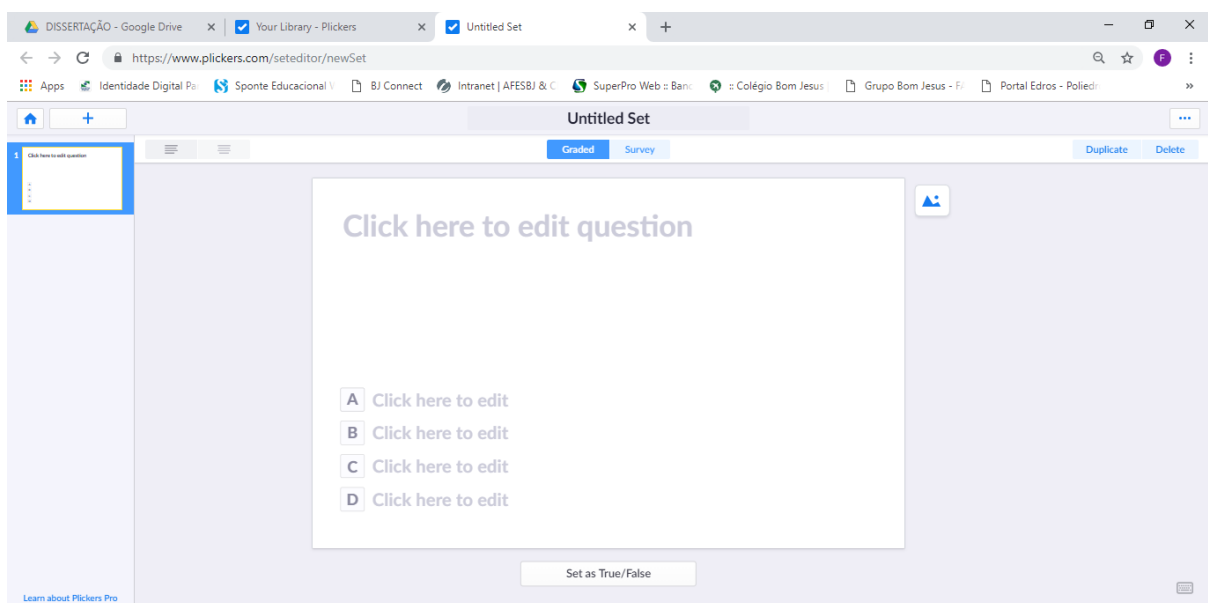 DISSERTAÇÃO - Google Drive
Your Library - Plickers
Untitled Set
https://www.plickers.com/seteditor/newSet
F
Apps
Identidade Digital Pa
Sponte Educacional
BJ Connect
Intranet | AFESBJ & C
SuperPro Web :: Banc
:: Colégio Bom Jesus
Grupo Bom Jesus - F
Portal Edros - Poliedr
Untitled Set
1
Click here to edit question
Graded
Survey
Duplicate
Delete
Click here to edit question
A Click here to edit
B Click here to edit
C Click here to edit
D Click here to edit
Set as True/False
Learn about Plickers Pro